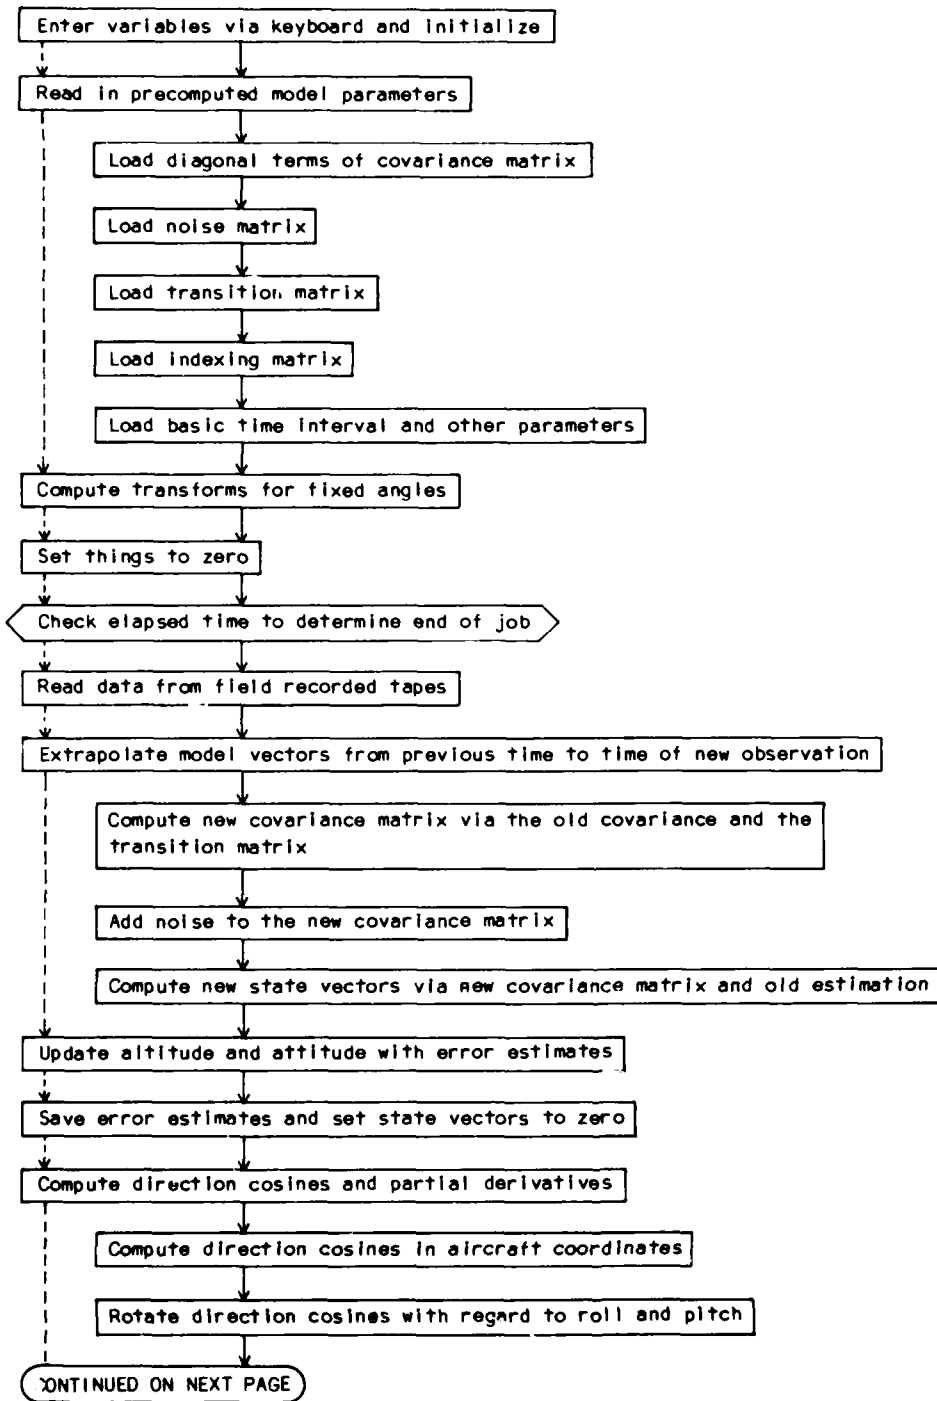 Enter variables via keyboard and initialize
Read in precomputed model parameters
Load diagonal terms of covariance matrix
Load noise matrix
Load transition matrix
Load indexing matrix
Load basic time interval and other parameters
Compute transforms for fixed angles
Set things to zero
Check elapsed time to determine end of job
Read data from field recorded tapes
Extrapolate model vectors from previous time to time of new observation
Compute new covariance matrix via the old covariance and the
transition matrix
Add noise to the new covariance matrix
Compute new state vectors via new covariance matrix and old estimation
Update altitude and attitude with error estimates
Save error estimates and set state vectors to zero
Compute direction cosines and partial derivatives
Compute direction cosines in aircraft coordinates
Rotate direction cosines with regard to roll and pitch
CONTINUED ON NEXT PAGE